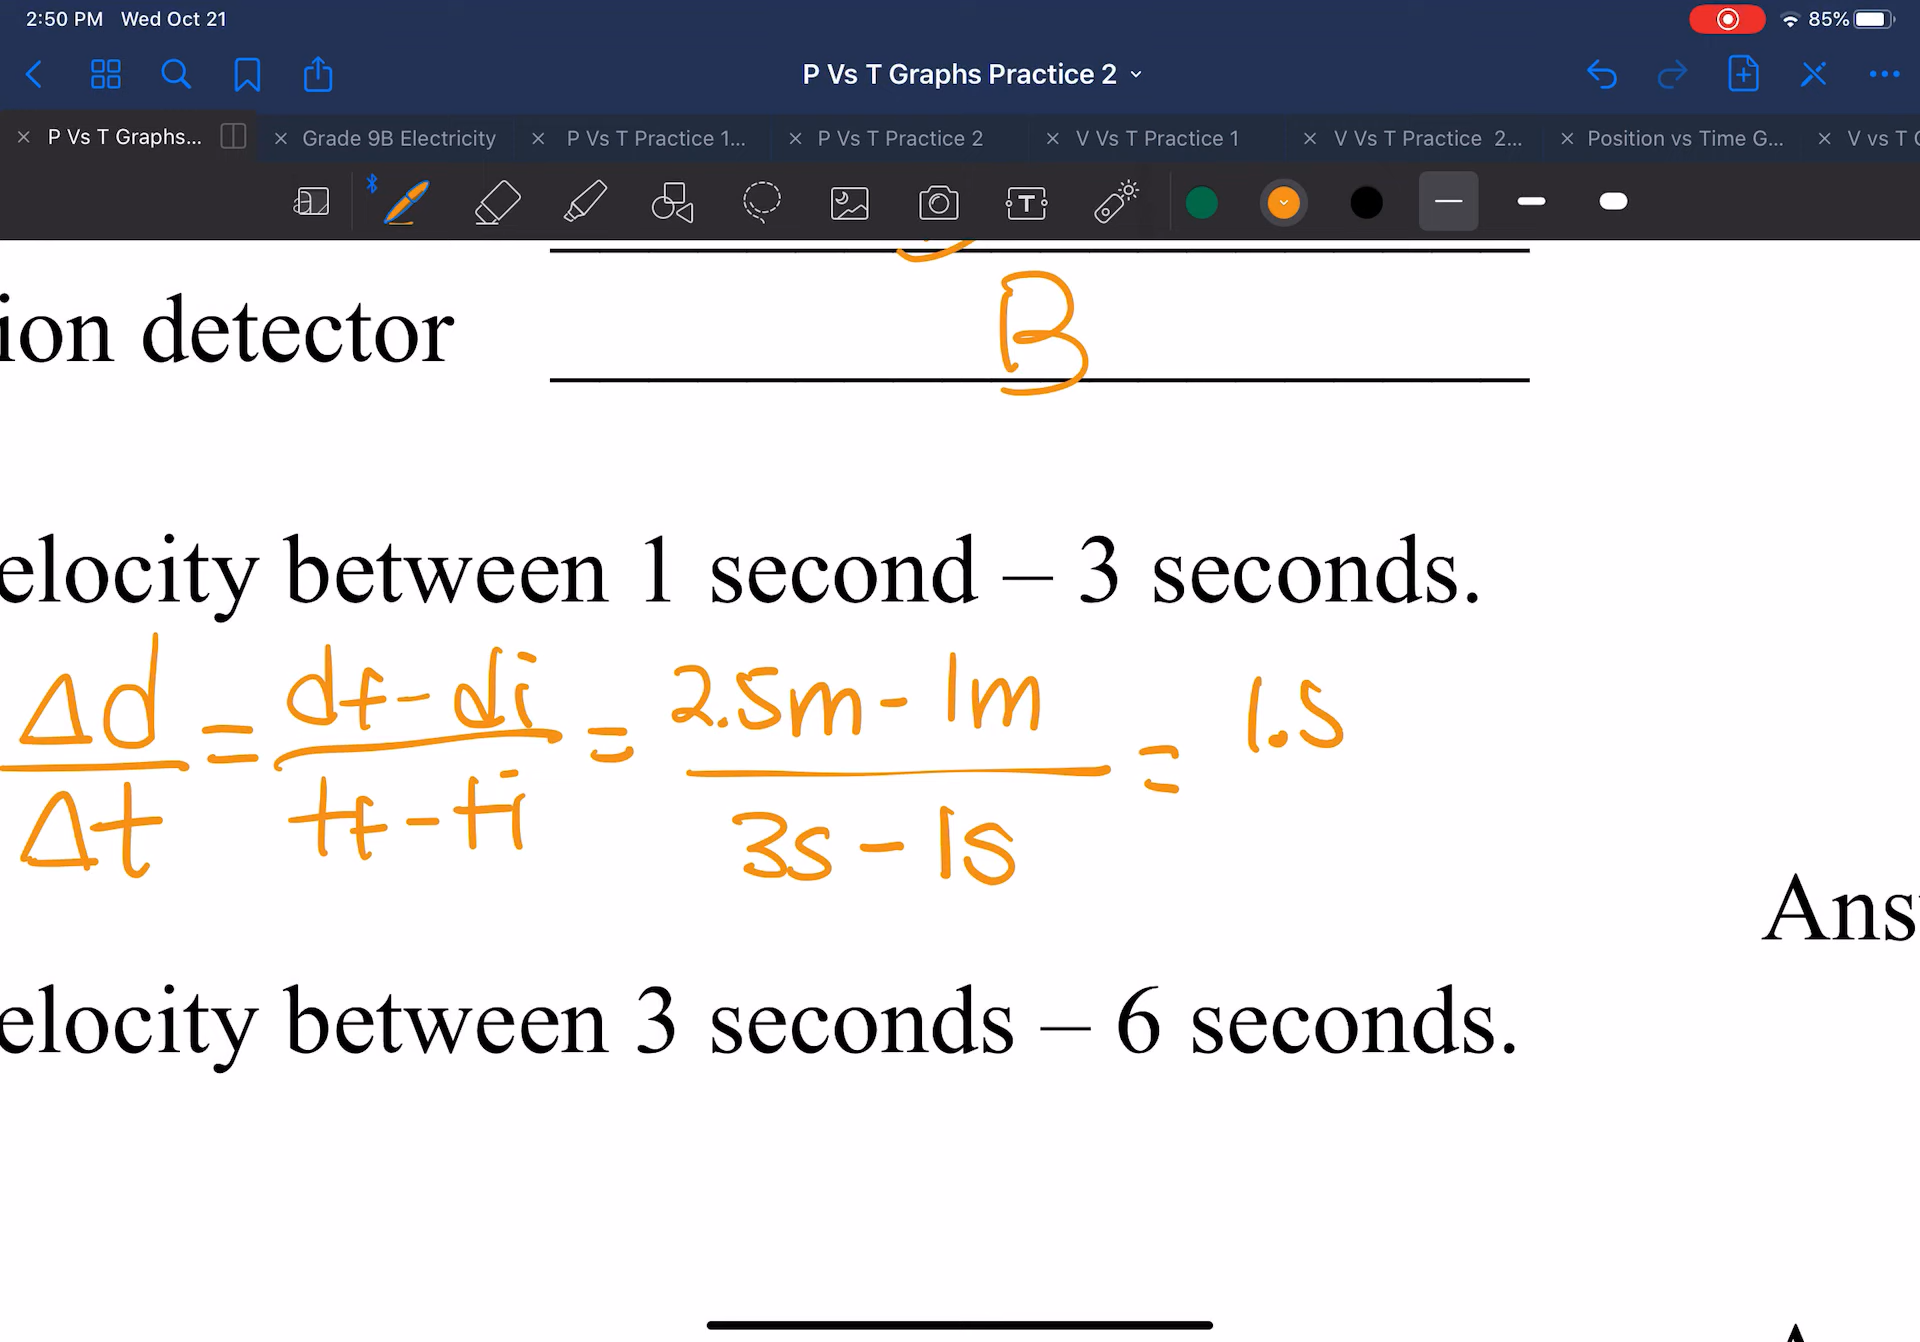 2:50 PM Wed Oct 21
85%
P Vs T Graphs Practice 2
P Vs T Graphs...
Grade 9B Electricity
P Vs T Practice 1...
P Vs T Practice 2
V Vs T Practice 1
V Vs T Practice 2...
Position vs Time G...
V vs T
T
B
ion detector
elocity between 1 second – 3 seconds.
Δd = df - di = 2.5m - 1m = 1.5
Δt tf - ti 3s - 1s
Ans
elocity between 3 seconds – 6 seconds.